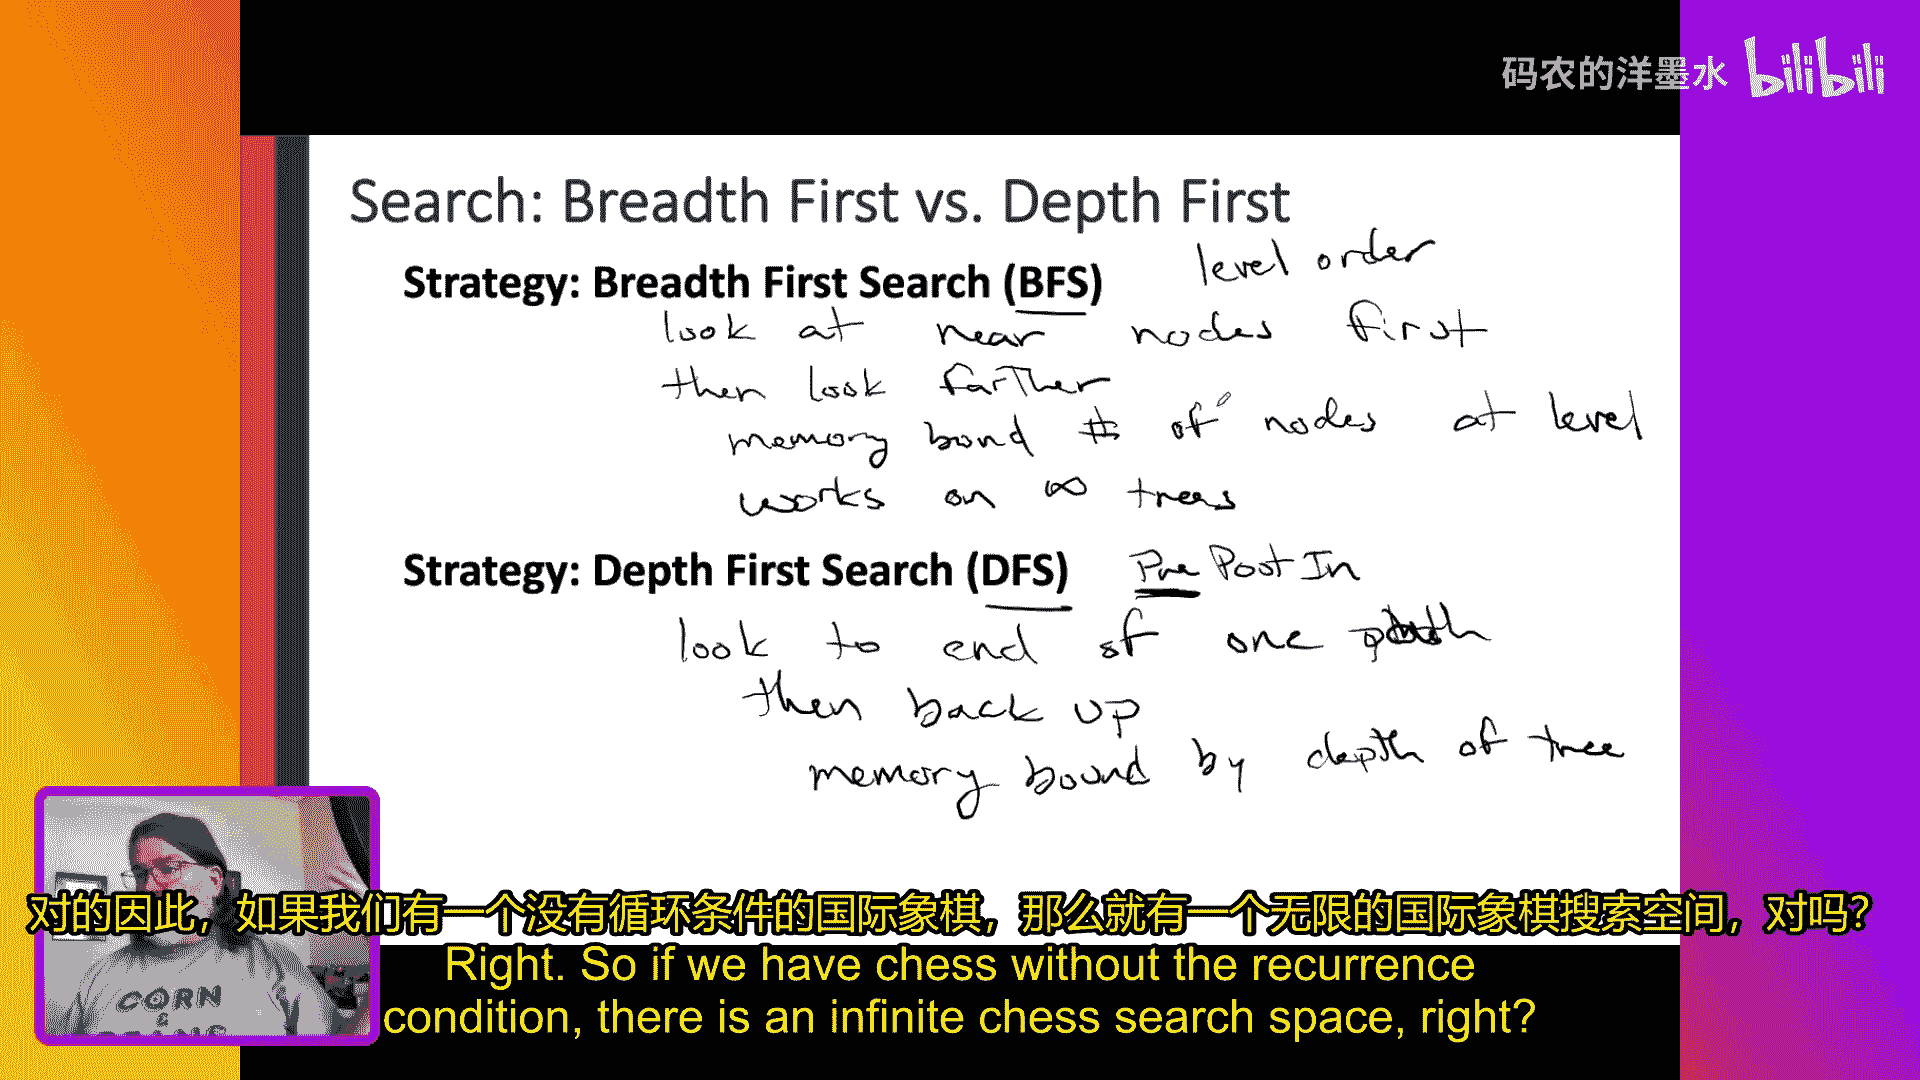 码农的洋墨水 bilibili
Search: Breadth First vs. Depth First
level order
Strategy: Breadth First Search (BFS)
look at near nodes first
then look farther
memory bond # of nodes at level
works on ∞ trees
Strategy: Depth First Search (DFS) Pre Post In
look to end of one path
then back up
memory bound by depth of tree
CORN
&
对的因此，如果我们有一个没有循环条件的国际象棋，那么就有一个无限的国际象棋搜索空间，对吗？
Right. So if we have chess without the recurrence
condition, there is an infinite chess search space, right?